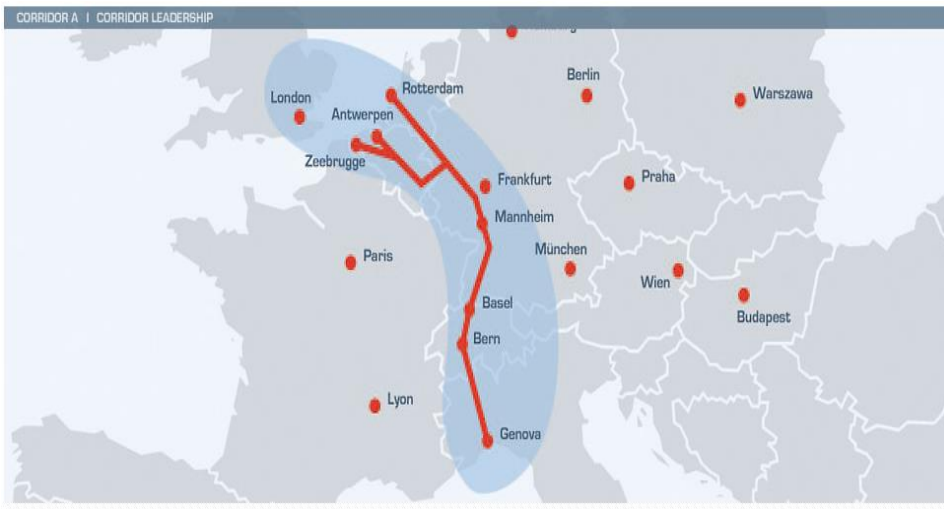 CORRIDOR A | CORRIDOR LEADERSHIP
Berlin
Rotterdam
Warszawa
London
Antwerpen
Zeebrugge
Frankfurt
Praha
Mannheim
München
Paris
Wien
Basel
Budapest
Bern
Lyon
Genova